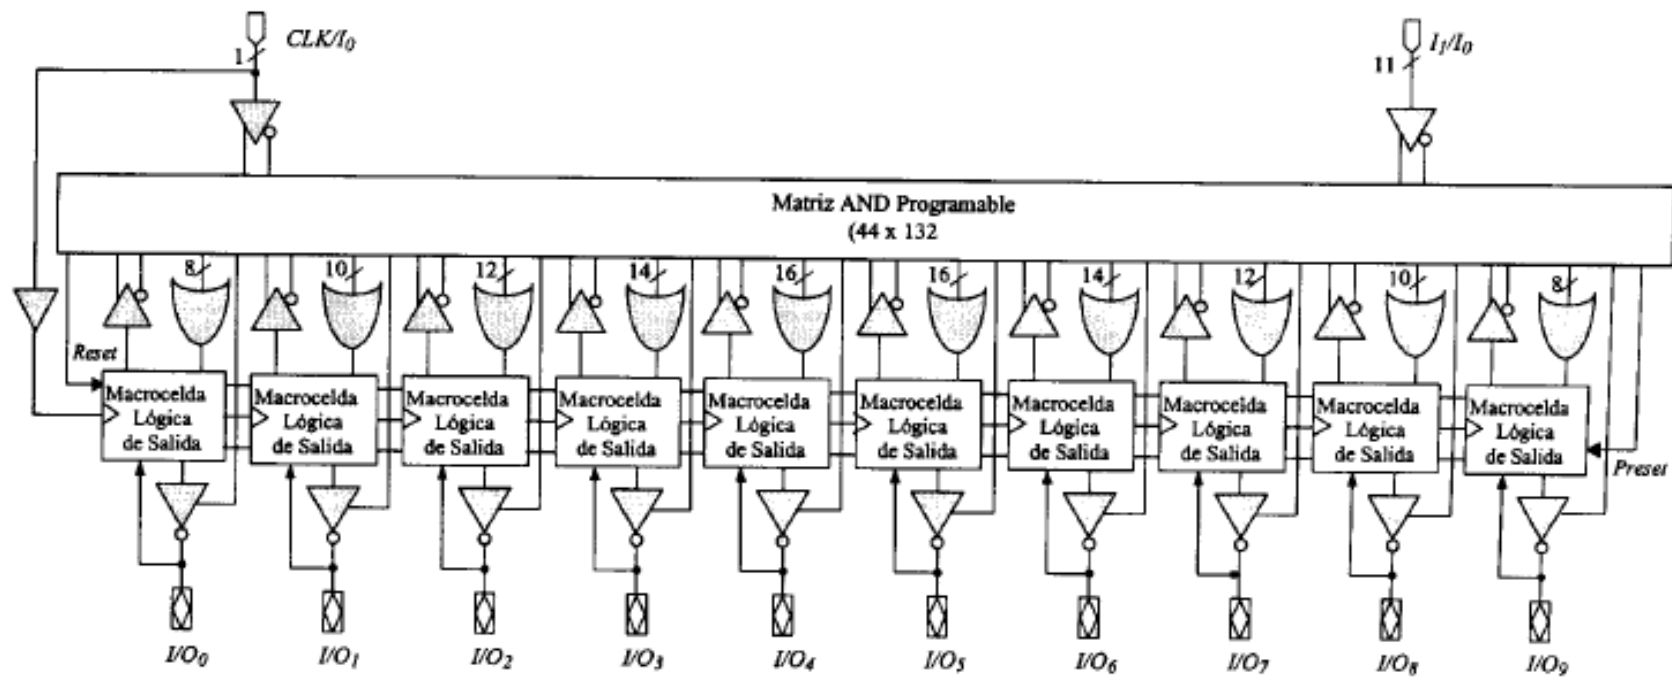 CLK/I0
1
I1/I0
11
Matriz AND Programable
(44 x 132
8
10
12
14
16
16
14
12
10
8
Reset
Macrocelda
Lógica
de Salida
Macrocelda
Lógica
de Salida
Macrocelda
Lógica
de Salida
Macrocelda
Lógica
de Salida
Macrocelda
Lógica
de Salida
Macrocelda
Lógica
de Salida
Macrocelda
Lógica
de Salida
Macrocelda
Lógica
de Salida
Macrocelda
Lógica
de Salida
Macrocelda
Lógica
de Salida
Preset
I/O0
I/O1
I/O2
I/O3
I/O4
I/O5
I/O6
I/O7
I/O8
I/O9